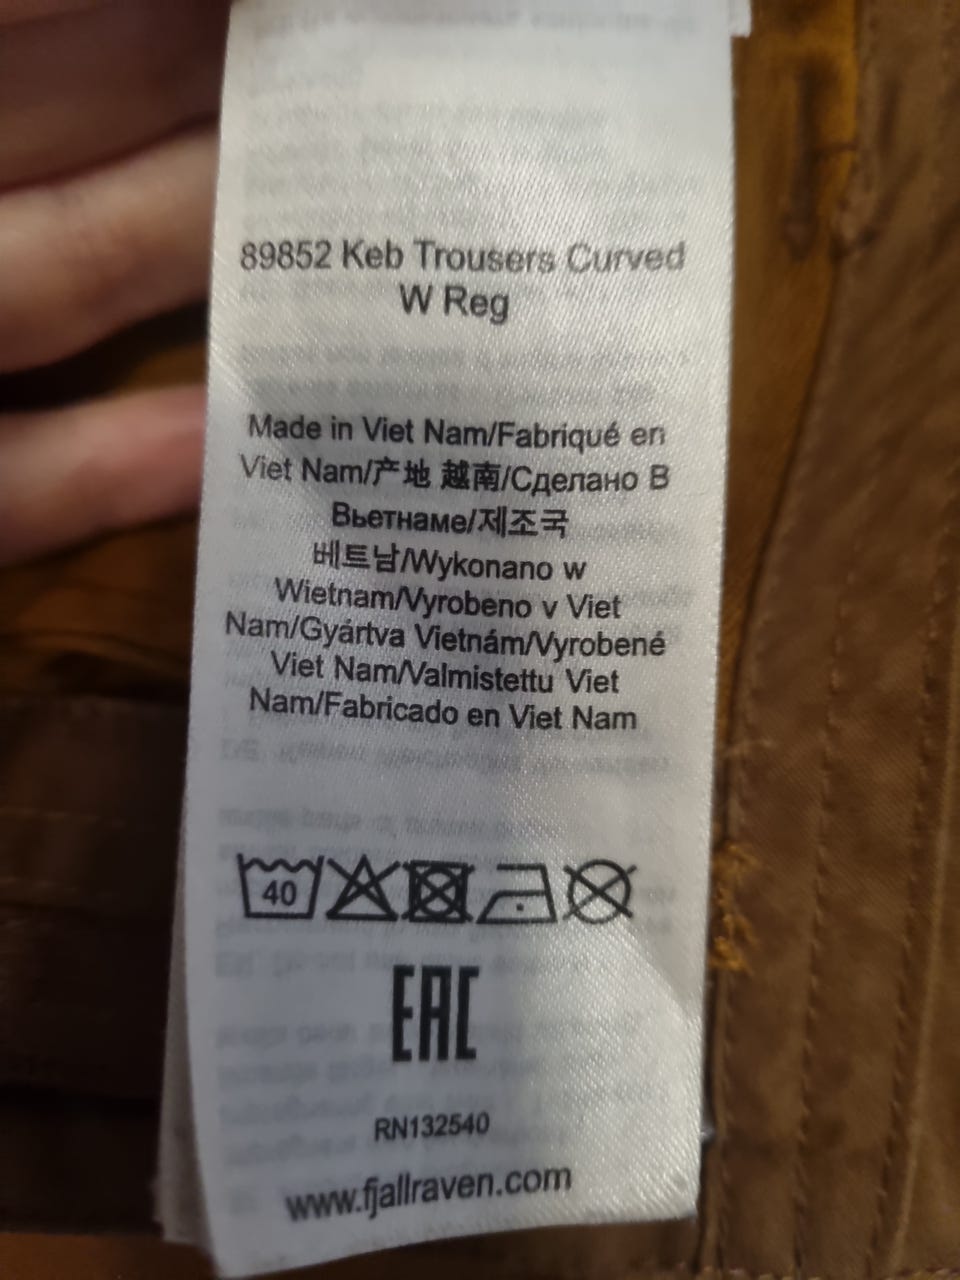 89852 Keb Trousers Curved
W Reg
Made in Viet Nam/Fabriqué en
Viet Nam/产地 越南/Сделано В
Вьетнаме/제조국
베트남/Wykonano w
Wietnam/Vyrobeno v Viet
Nam/Gyártva Vietnám/Vyrobené
Viet Nam/Valmistettu Viet
Nam/Fabricado en Viet Nam
40
EAC
RN132540
www.fjallraven.com